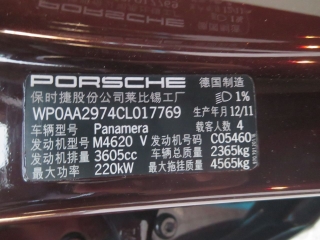 PORSCHE 德国制造
保时捷股份公司莱比锡工厂 1%
WP0AA2974CL017769 生产年月 12/11
车辆型号 Panamera 载客人数 4
发动机型号 M4620 V 发动机号码 C05460
发动机排量 3605cc 车辆总质量 2365kg
最大功率 220kW 最大拖挂质量 4565kg